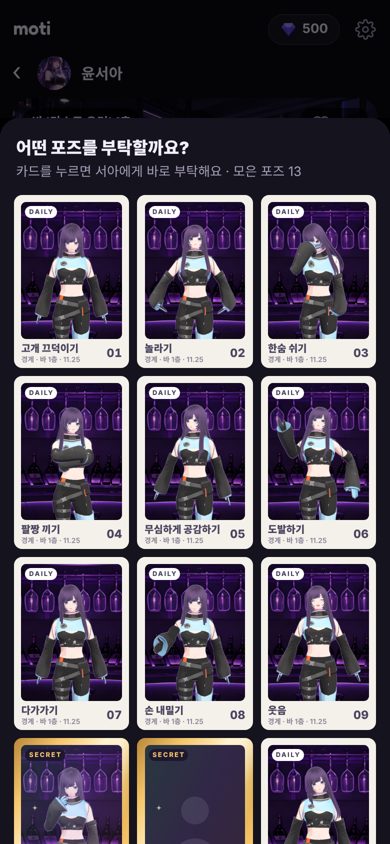 moti
500
윤서아
어떤 포즈를 부탁할까요?
카드를 누르면 서아에게 바로 부탁해요 · 모은 포즈 13
DAILY
고개 끄덕이기
경계 · 바 1층 · 11.25
01
DAILY
놀라기
경계 · 바 1층 · 11.25
02
DAILY
한숨 쉬기
경계 · 바 1층 · 11.25
03
DAILY
팔짱 끼기
경계 · 바 1층 · 11.25
04
DAILY
무심하게 공감하기
경계 · 바 1층 · 11.25
05
DAILY
도발하기
경계 · 바 1층 · 11.25
06
DAILY
다가가기
경계 · 바 1층 · 11.25
07
DAILY
손 내밀기
경계 · 바 1층 · 11.25
08
DAILY
웃음
경계 · 바 1층 · 11.25
09
SECRET
SECRET
DAILY